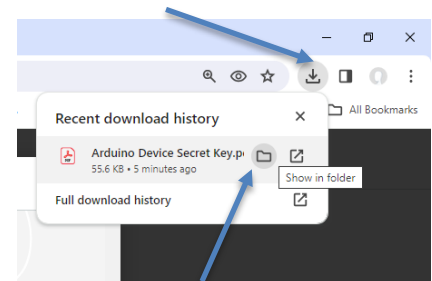 All Bookmarks
Recent download history
Arduino Device Secret Key.p
55.6 KB • 5 minutes ago
Show in folder
Full download history